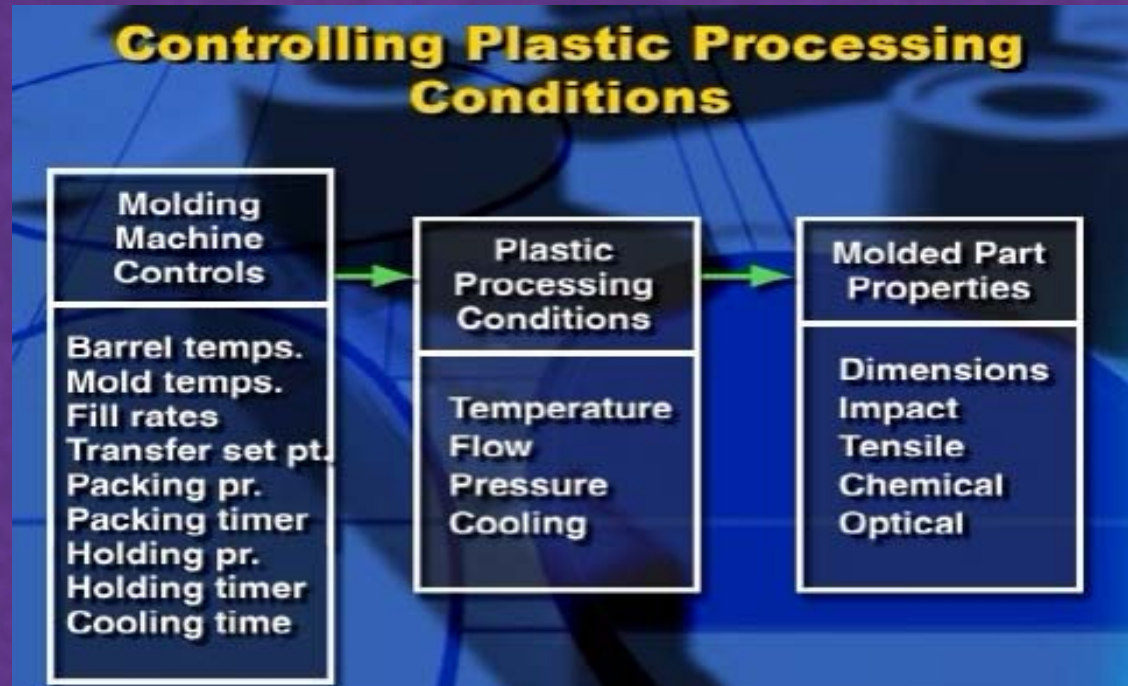 Controlling Plastic Processing
Conditions
Molding
Machine
Controls
Barrel temps.
Mold temps.
Fill rates
Transfer set pt.
Packing pr.
Packing timer
Holding pr.
Holding timer
Cooling time
Plastic
Processing
Conditions
Temperature
Flow
Pressure
Cooling
Molded Part
Properties
Dimensions
Impact
Tensile
Chemical
Optical